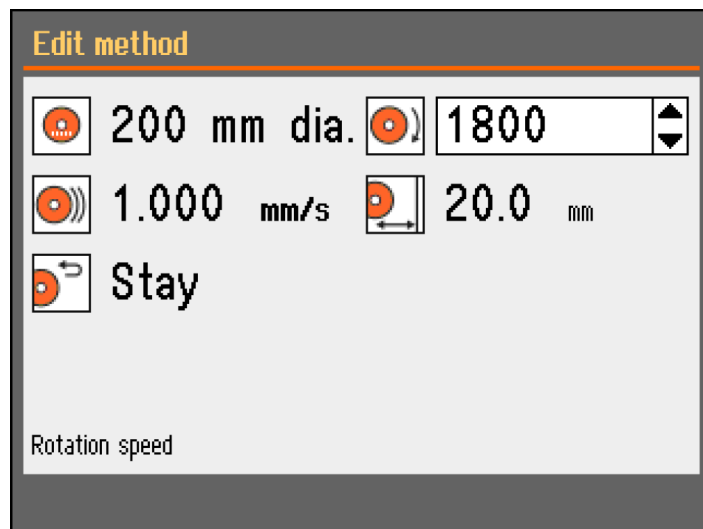 Edit method
200 mm dia. 1800
1.000 mm/s 20.0 mm
Stay
Rotation speed